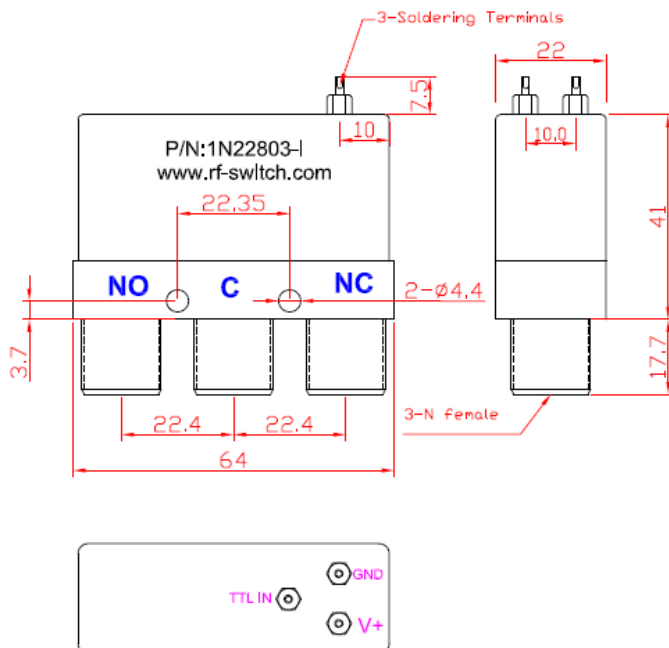 3-Soldering Terminals
22
7.5
10
10.0
P/N:1N22803-I
www.rf-switch.com
22.35
41
NO
C
NC
2-Ø4.4
3.7
17.7
22.4
22.4
3-N female
64
GND
TTL IN
V+